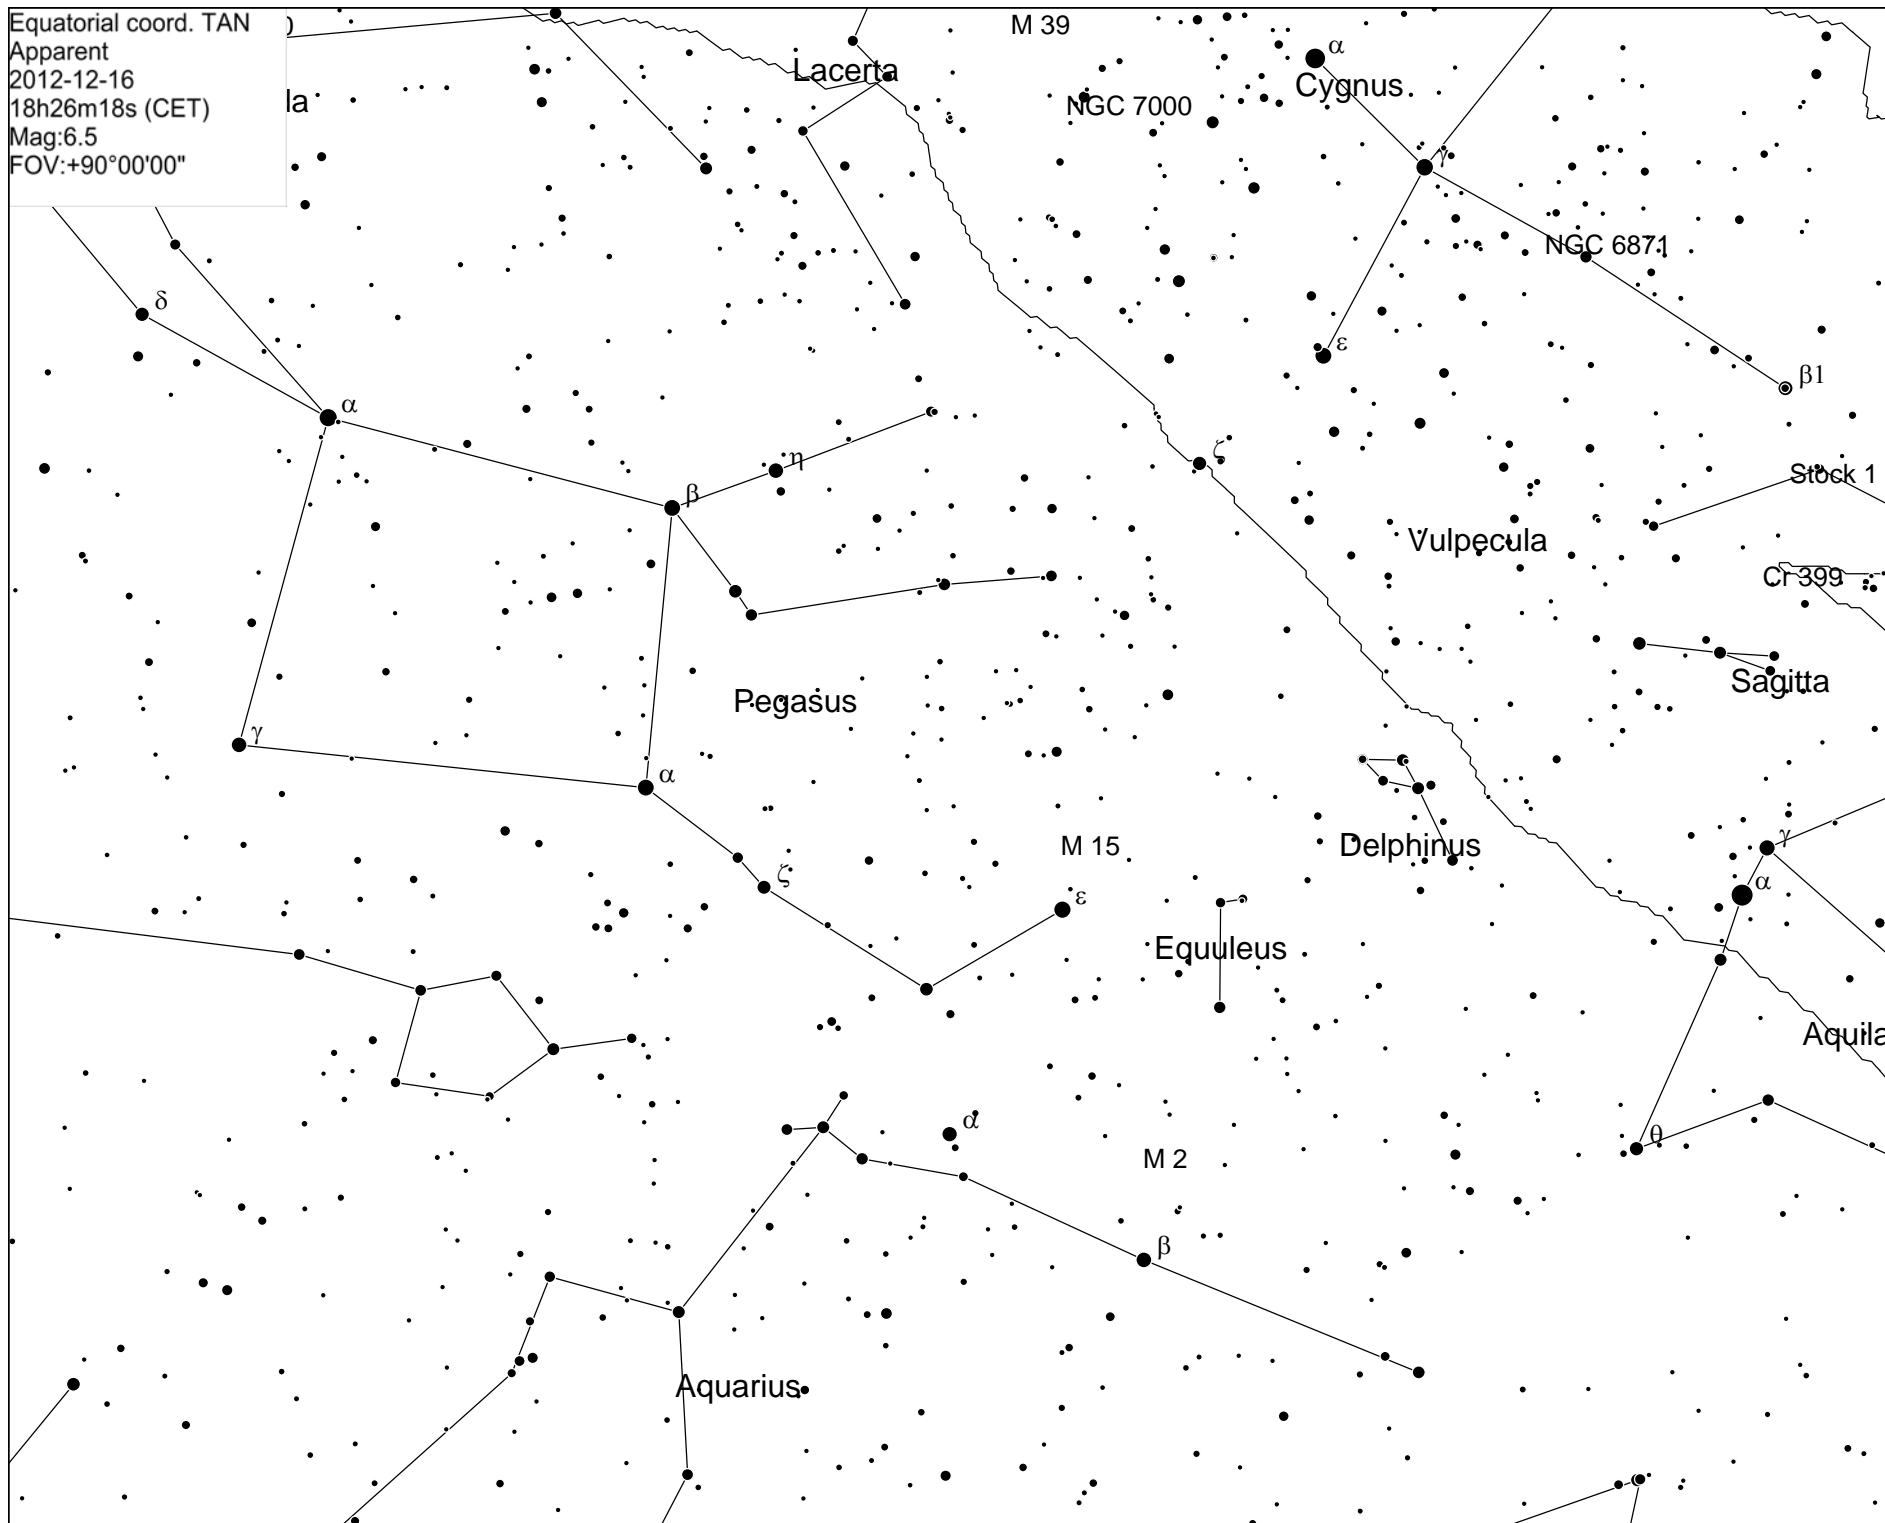 Equatorial coord. TAN
Apparent
2012-12-16
18h26m18s (CET)
Mag:6.5
FOV:+90°00'00"
0
la
M 39
Lacerta
α
Cygnus
NGC 7000
γ
NGC 6871
δ
ε
β1
α
η
ζ
Stock 1
β
Vulpecula
Cr 399
Sagitta
Pegasus
γ
α
γ
M 15
Delphinus
ζ
α
ε
Equuleus
Aquila
α
θ
M 2
β
Aquarius